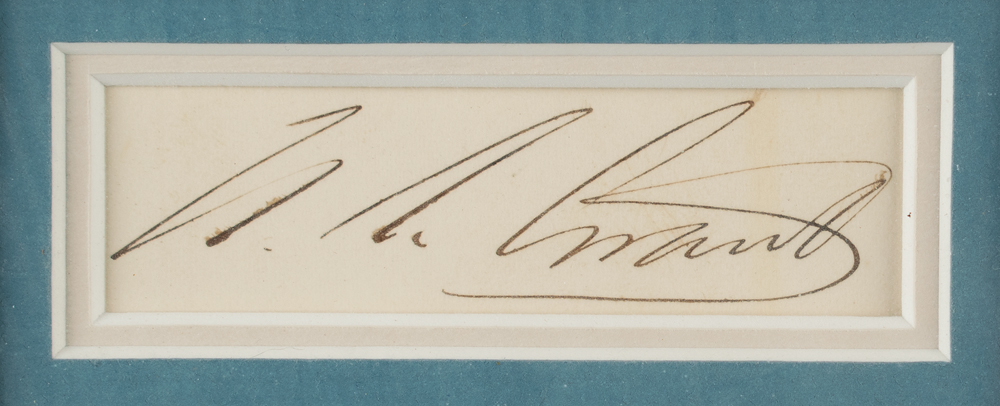 U. S. Grant